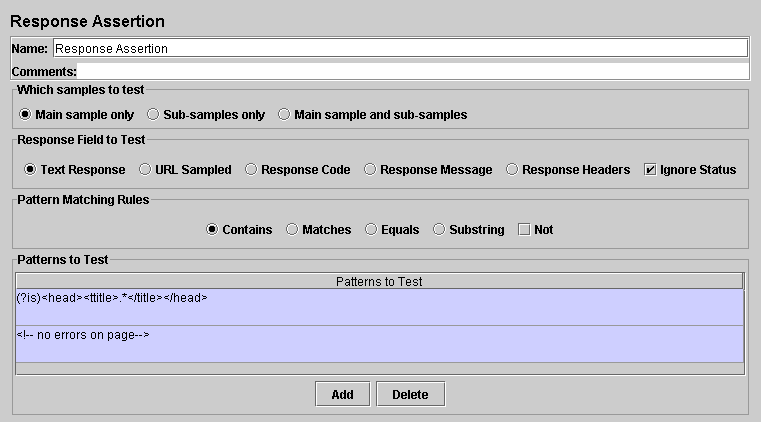 Response Assertion
Name: Response Assertion
Comments:
Which samples to test
Main sample only Sub-samples only Main sample and sub-samples
Response Field to Test
Text Response URL Sampled Response Code Response Message Response Headers Ignore Status
Pattern Matching Rules
Contains Matches Equals Substring Not
Patterns to Test
Patterns to Test
(?is)<head><ttitle>.*</title></head>
<!-- no errors on page-->
Add Delete